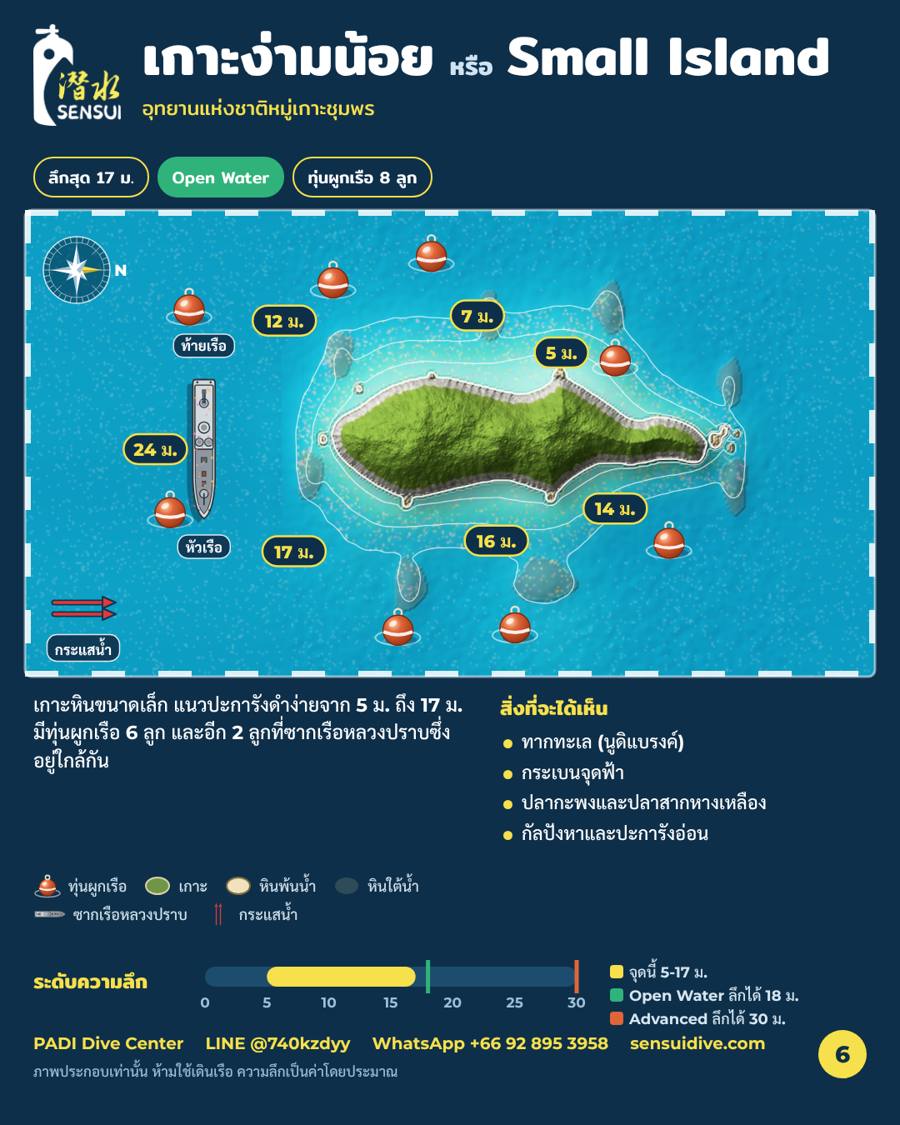 潜水
SENSUI
เกาะง่ามน้อย หรือ Small Island
อุทยานแห่งชาติหมู่เกาะชุมพร
ลึกสุด 17 ม.
Open Water
ทุ่นผูกเรือ 8 ลูก
N
12 ม.
7 ม.
5 ม.
ท้ายเรือ
24 ม.
14 ม.
หัวเรือ
17 ม.
16 ม.
กระแสน้ำ
เกาะหินขนาดเล็ก แนวปะการังดำง่ายจาก 5 ม. ถึง 17 ม.
มีทุ่นผูกเรือ 6 ลูก และอีก 2 ลูกที่ซากเรือหลวงปราบซึ่ง
อยู่ใกล้กัน
สิ่งที่จะได้เห็น
ทากทะเล (นูดิแบรงค์)
กระเบนจุดฟ้า
ปลากะพงและปลาสากหางเหลือง
กัลปังหาและปะการังอ่อน
ทุ่นผูกเรือ
เกาะ
หินพ้นน้ำ
หินใต้น้ำ
ซากเรือหลวงปราบ
กระแสน้ำ
ระดับความลึก
0 5 10 15 20 25 30
จุดนี้ 5-17 ม.
Open Water ลึกได้ 18 ม.
Advanced ลึกได้ 30 ม.
PADI Dive Center LINE @740kzdyy WhatsApp +66 92 895 3958 sensuidive.com
ภาพประกอบเท่านั้น ห้ามใช้เดินเรือ ความลึกเป็นค่าโดยประมาณ
6